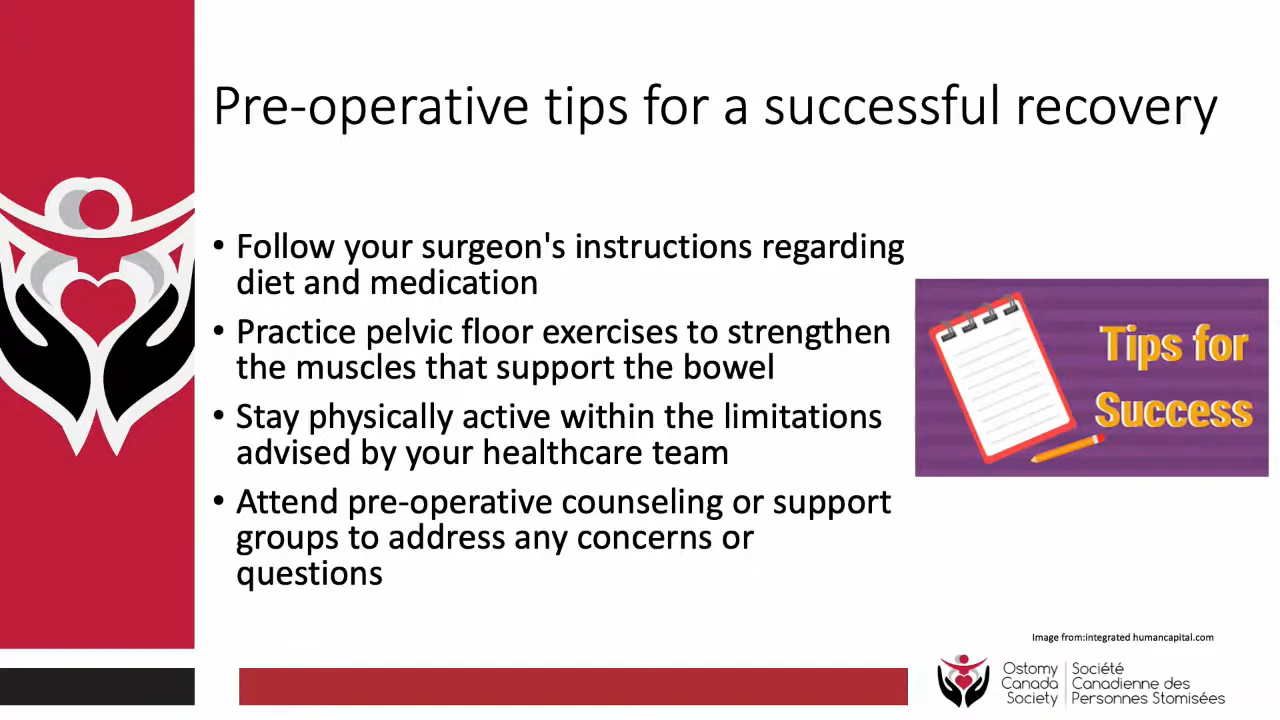 Pre-operative tips for a successful recovery
• Follow your surgeon's instructions regarding
diet and medication
• Practice pelvic floor exercises to strengthen
the muscles that support the bowel
• Stay physically active within the limitations
advised by your healthcare team
• Attend pre-operative counseling or support
groups to address any concerns or
questions
Tips for
Success
Image from:integrated humancapital.com
Ostomy
Canada
Society
Société
Canadienne des
Personnes Stomisées